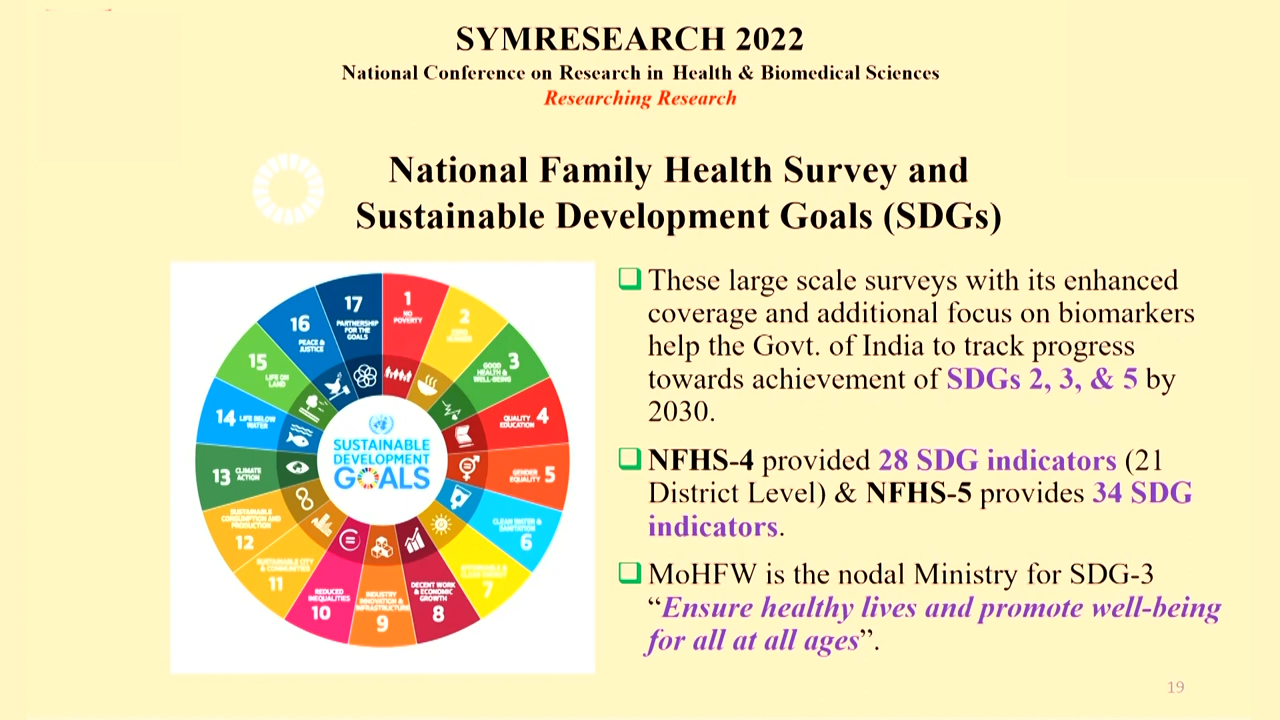 SYMRESEARCH 2022
National Conference on Research in Health & Biomedical Sciences
Researching Research
National Family Health Survey and
Sustainable Development Goals (SDGs)
These large scale surveys with its enhanced
coverage and additional focus on biomarkers
help the Govt. of India to track progress
towards achievement of SDGs 2, 3, & 5 by
2030.
NFHS-4 provided 28 SDG indicators (21
District Level) & NFHS-5 provides 34 SDG
indicators.
MoHFW is the nodal Ministry for SDG-3
“Ensure healthy lives and promote well-being
for all at all ages”.
SUSTAINABLE
DEVELOPMENT
GOALS
1
NO
POVERTY
2
3
GOOD
HEALTH &
WELL-BEING
QUALITY
EDUCATION
4
GENDER
EQUALITY
5
CLEAN WATER &
SANITATION
6
7
DECENT WORK
& ECONOMIC
GROWTH
8
INDUSTRY
INNOVATION &
INFRASTRUCTURE
9
REDUCED
INEQUALITIES
10
SUSTAINABLE CITY
& COMMUNITIES
11
SUSTAINABLE
CONSUMPTION AND
PRODUCTION
12
13
CLIMATE
ACTION
14
LIFE BELOW
WATER
15
LIFE ON
LAND
16
PEACE &
JUSTICE
17
PARTNERSHIP
FOR THE
GOALS
19